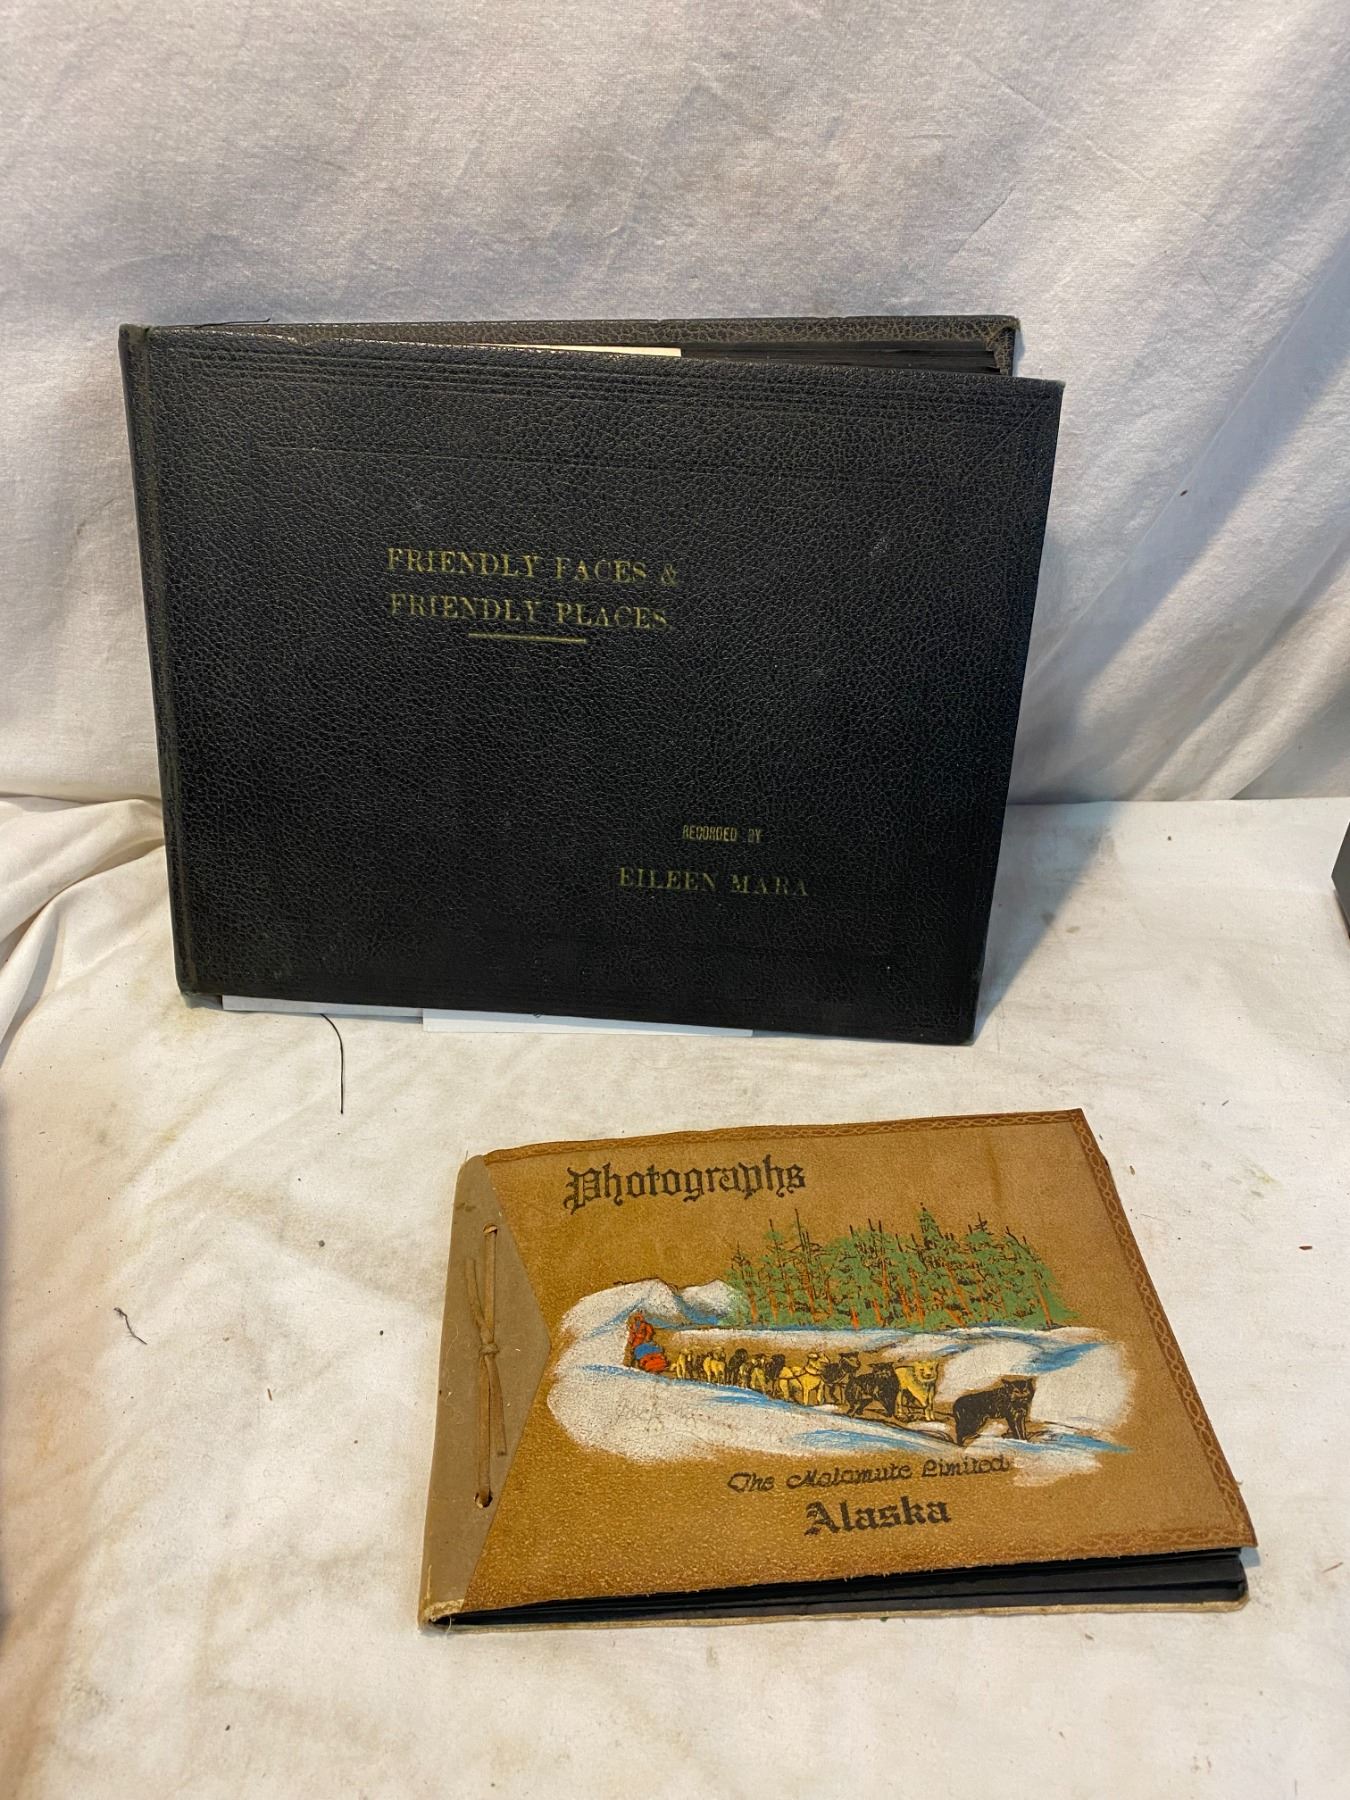 FRIENDLY FACES &
FRIENDLY PLACES
RECORDED BY
EILEEN MARA
Photographs
The Malamute Limited
Alaska